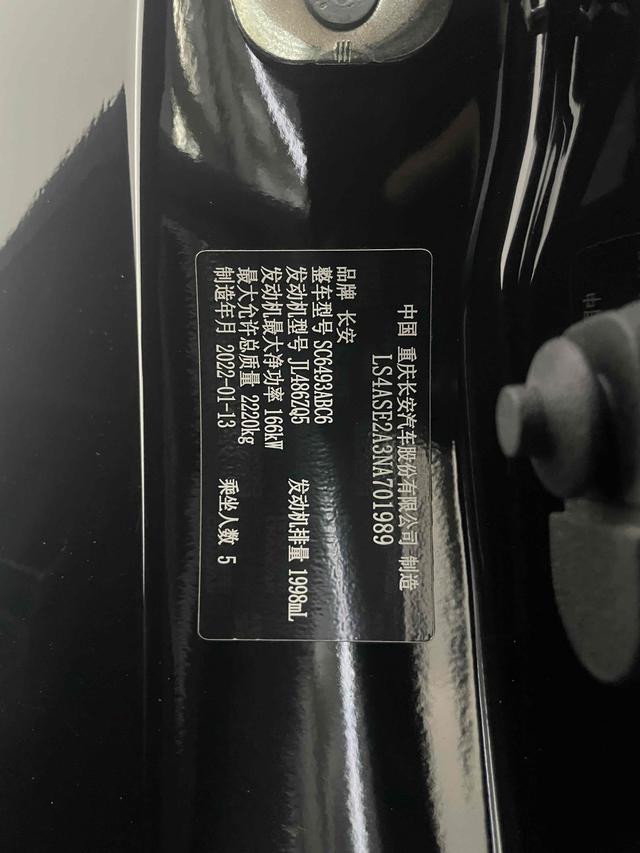 中国 重庆长安汽车股份有限公司 制造
LS4ASE2A3NA701989
品牌 长安
整车型号 SC6493ABC6
发动机型号 JL486ZQ5 发动机排量 1998mL
发动机最大净功率 166kW
最大允许总质量 2220kg
制造年月 2022-01-13 乘坐人数 5
中国